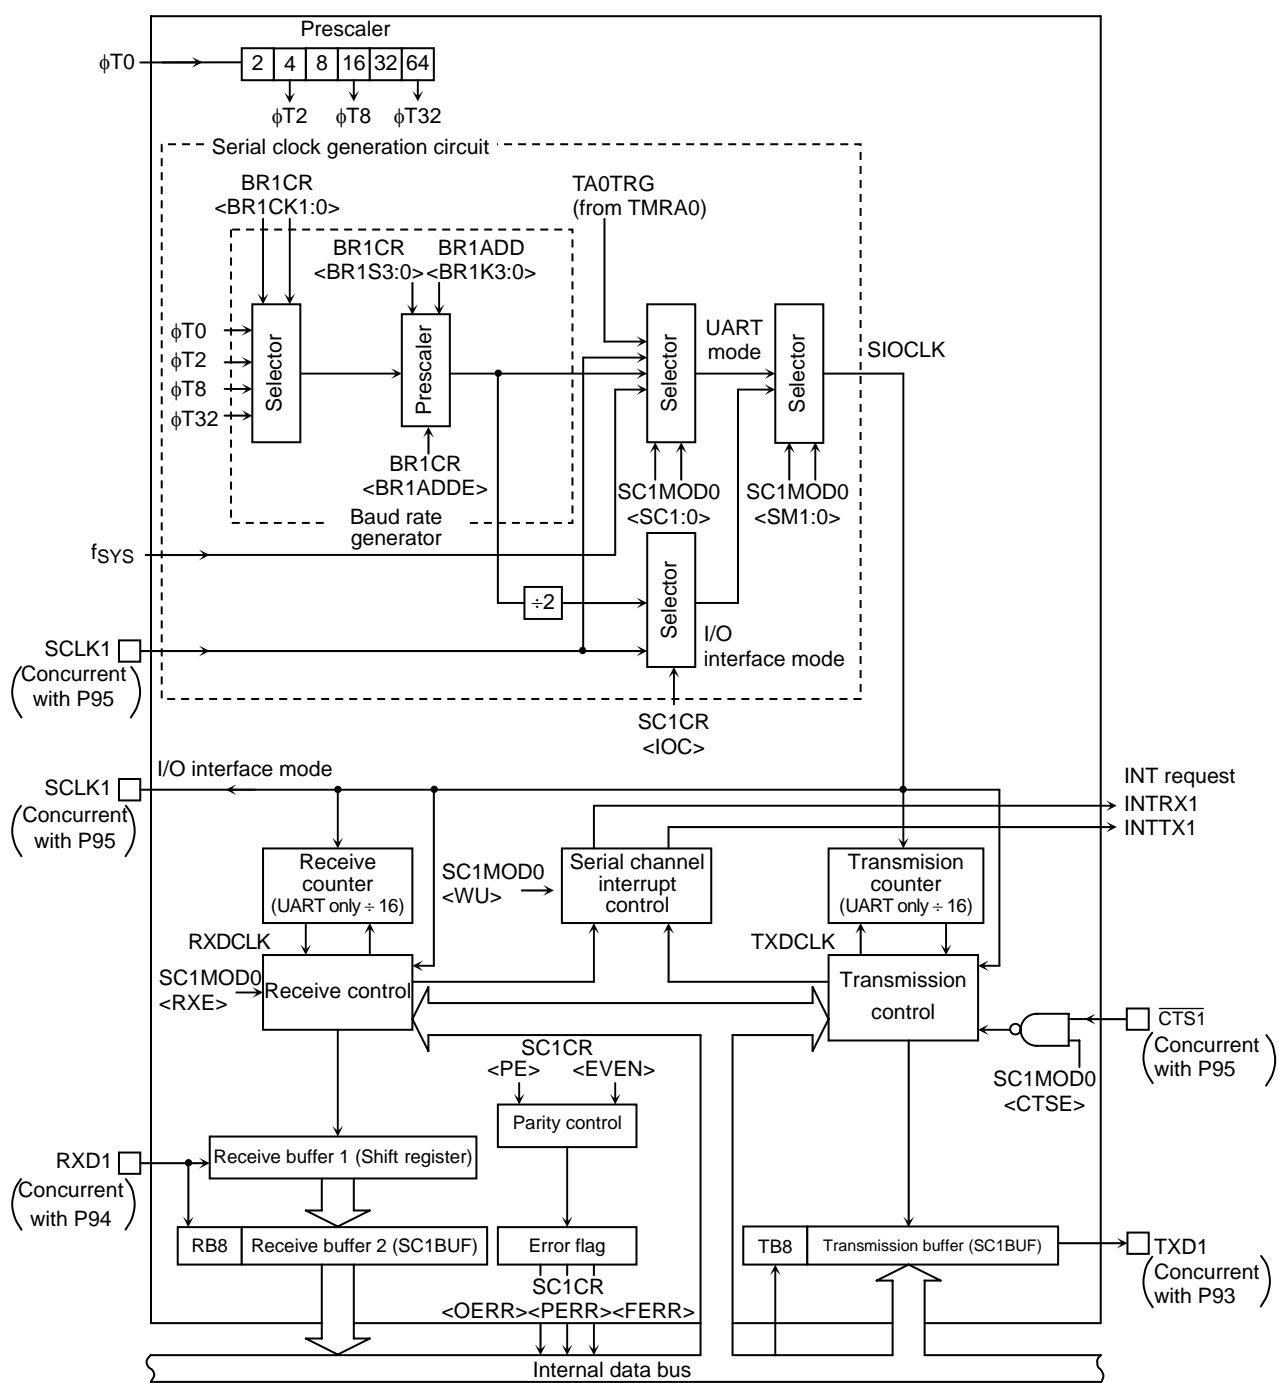 Prescaler
ϕT0
2 4 8 16 32 64
ϕT2 ϕT8 ϕT32
Serial clock generation circuit
BR1CR
<BR1CK1:0>
TA0TRG
(from TMRA0)
BR1CR
<BR1S3:0>
BR1ADD
<BR1K3:0>
ϕT0
ϕT2
ϕT8
ϕT32
Selector
Prescaler
Selector
UART
mode
Selector
SIOCLK
BR1CR
<BR1ADDE>
SC1MOD0
<SC1:0>
SC1MOD0
<SM1:0>
Baud rate
generator
fSYS
÷2
Selector
I/O
interface mode
SCLK1
(Concurrent
with P95)
SC1CR
<IOC>
I/O interface mode
SCLK1
(Concurrent
with P95)
INT request
INTRX1
INTTX1
Receive
counter
(UART only ÷ 16)
SC1MOD0
<WU>
Serial channel
interrupt
control
Transmision
counter
(UART only ÷ 16)
RXDCLK
TXDCLK
SC1MOD0
<RXE>
Receive control
Transmission
control
CTS1
(Concurrent
with P95)
SC1MOD0
<CTSE>
SC1CR
<PE> <EVEN>
Parity control
RXD1
(Concurrent
with P94)
Receive buffer 1 (Shift register)
RB8 Receive buffer 2 (SC1BUF)
Error flag
TB8 Transmission buffer (SC1BUF)
TXD1
(Concurrent
with P93)
SC1CR
<OERR><PERR><FERR>
Internal data bus